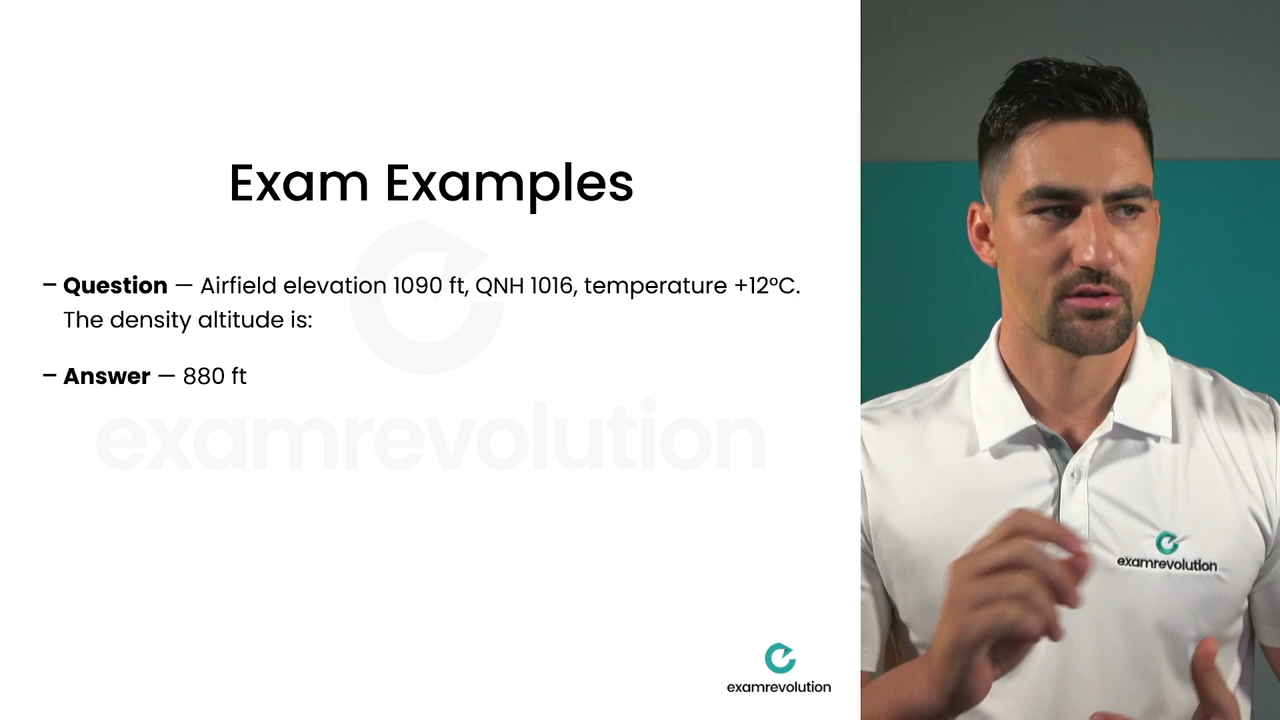 Exam Examples
– Question — Airfield elevation 1090 ft, QNH 1016, temperature +12°C.
The density altitude is:
– Answer — 880 ft
examrevolution
examrevolution
examrevolution